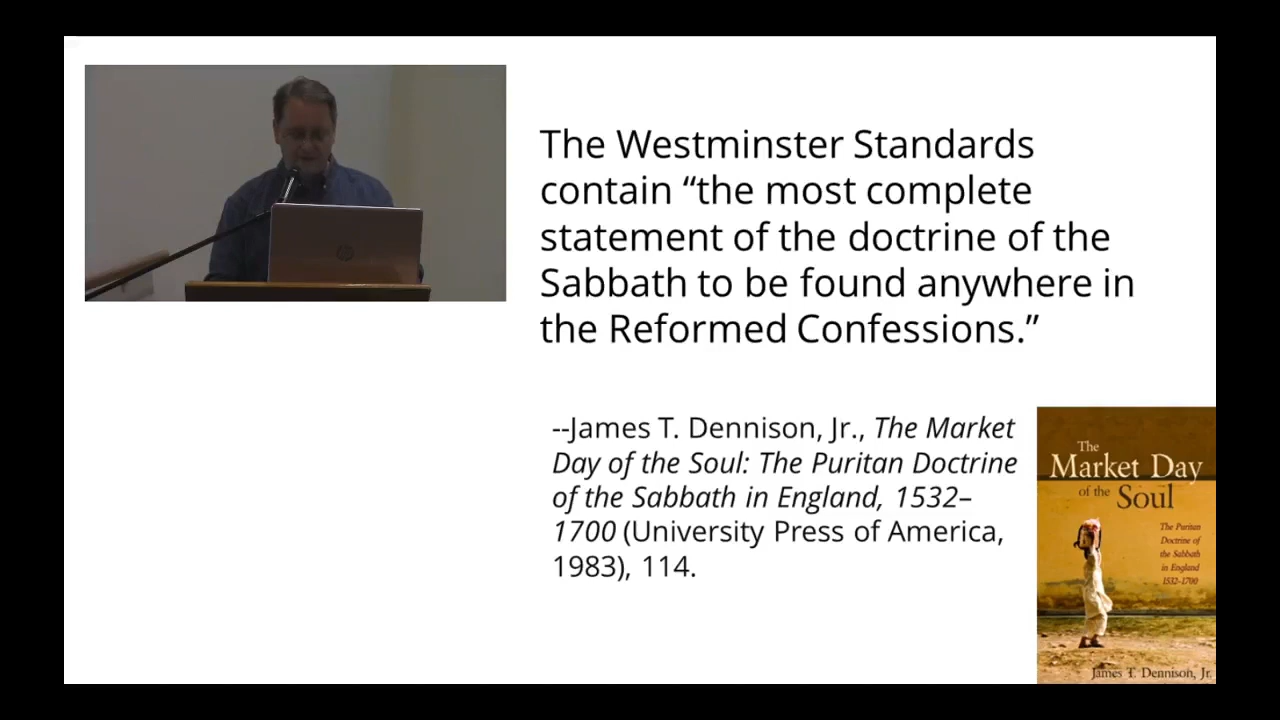 The Westminster Standards
contain “the most complete
statement of the doctrine of the
Sabbath to be found anywhere in
the Reformed Confessions.”
--James T. Dennison, Jr., The Market
Day of the Soul: The Puritan Doctrine
of the Sabbath in England, 1532–
1700 (University Press of America,
1983), 114.
The
Market Day
of the Soul
The Puritan
Doctrine of
the Sabbath
in England
1532-1700
James T. Dennison, Jr.
hp